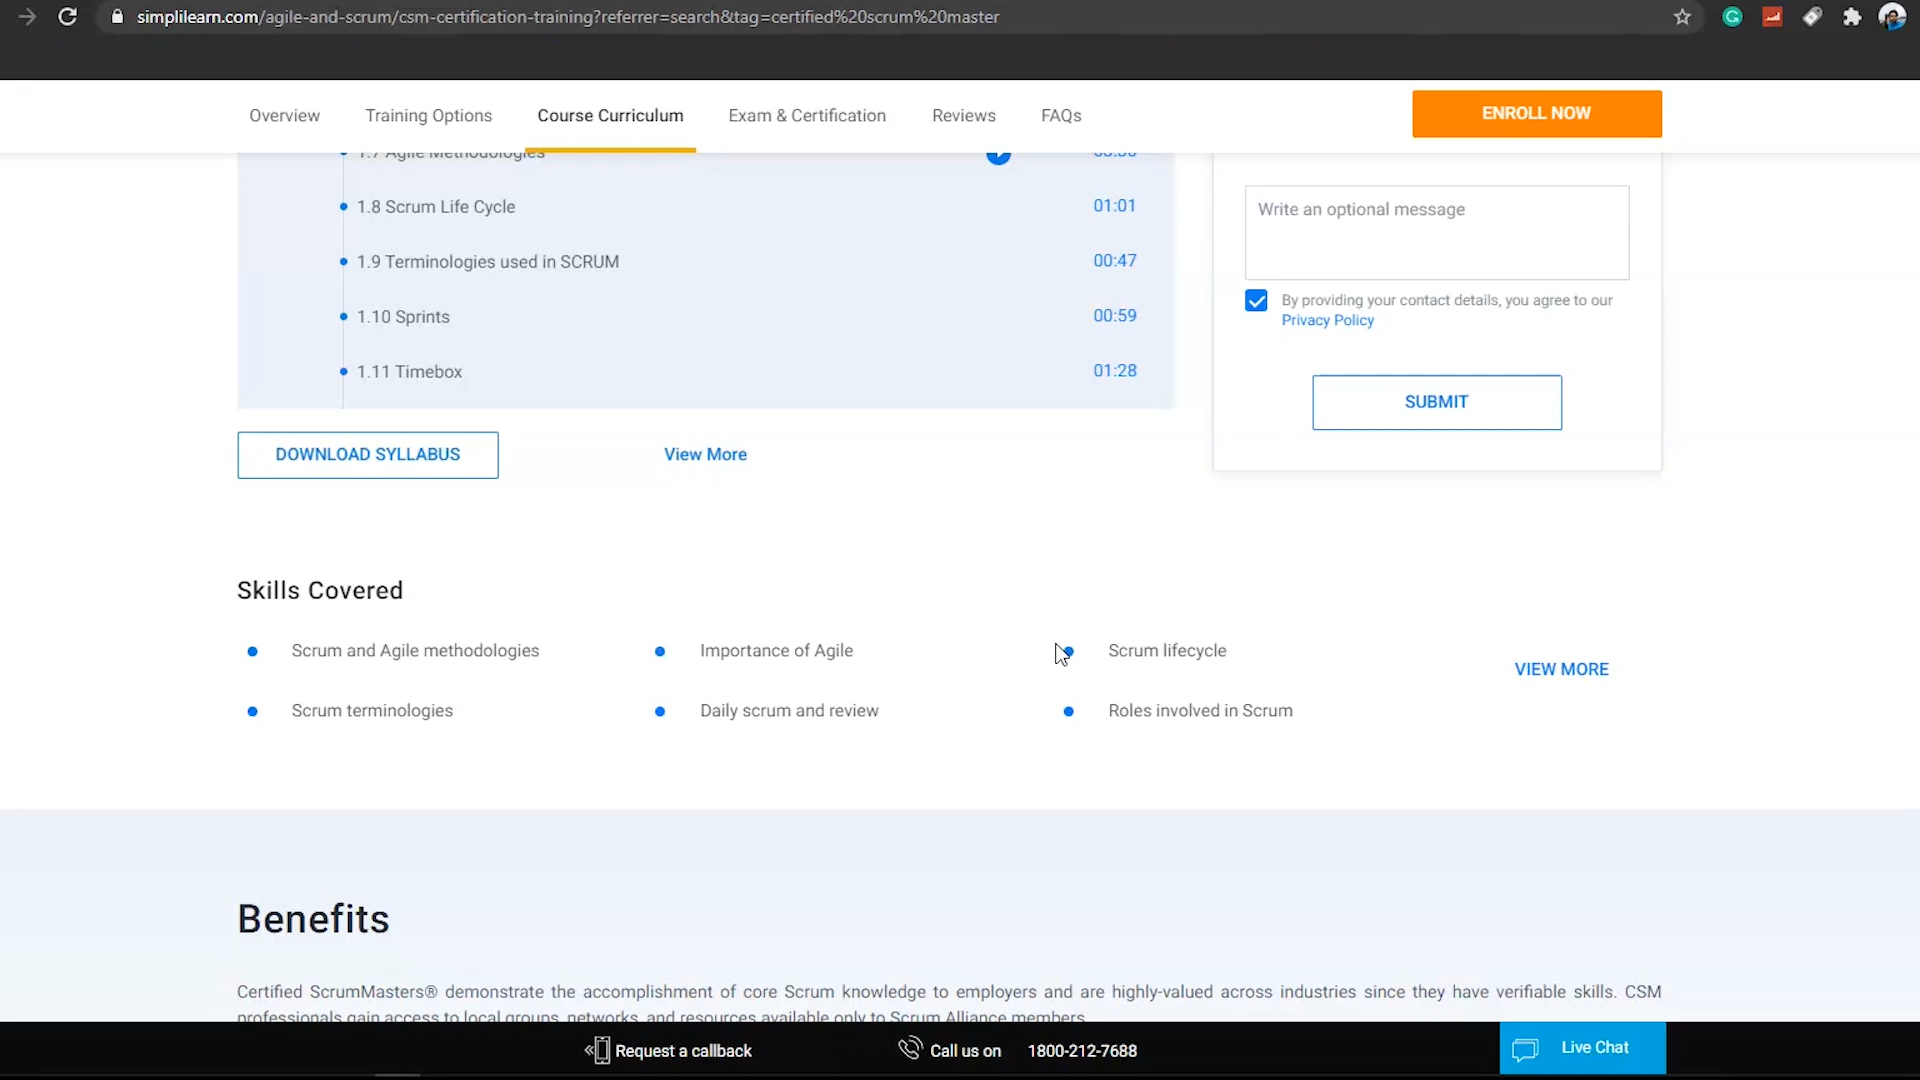 simplilearn.com/agile-and-scrum/csm-certification-training?referrer=search&tag=certified%20scrum%20master
Overview
Training Options
Course Curriculum
Exam & Certification
Reviews
FAQs
ENROLL NOW
1.7 Agile Methodologies
1.8 Scrum Life Cycle 01:01
1.9 Terminologies used in SCRUM 00:47
1.10 Sprints 00:59
1.11 Timebox 01:28
DOWNLOAD SYLLABUS
View More
Write an optional message
By providing your contact details, you agree to our
Privacy Policy
SUBMIT
Skills Covered
Scrum and Agile methodologies
Importance of Agile
Scrum lifecycle
Scrum terminologies
Daily scrum and review
Roles involved in Scrum
VIEW MORE
Benefits
Certified ScrumMasters® demonstrate the accomplishment of core Scrum knowledge to employers and are highly-valued across industries since they have verifiable skills. CSM
professionals gain access to local groups, networks, and resources available only to Scrum Alliance members.
Request a callback
Call us on 1800-212-7688
Live Chat